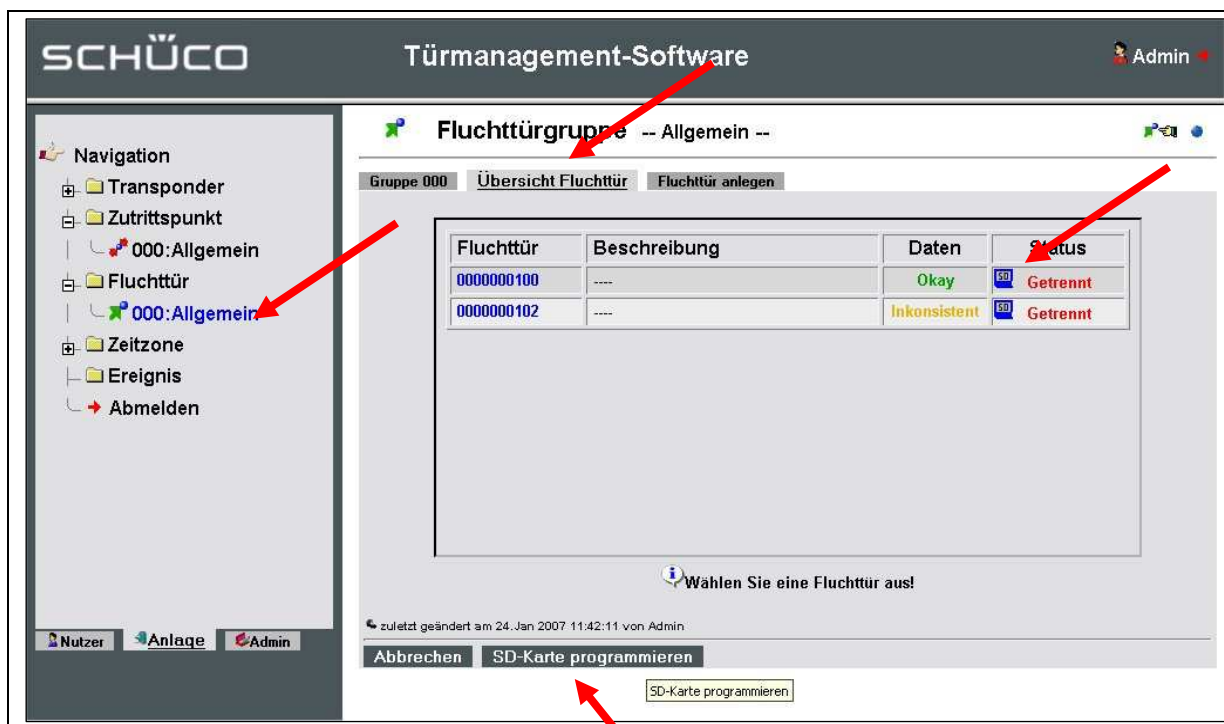 SCHÜCO
Türmanagement-Software
Admin
Navigation
Transponder
Zutrittspunkt
000:Allgemein
Fluchttür
000:Allgemein
Zeitzone
Ereignis
Abmelden
Nutzer Anlage Admin
Fluchttürgruppe -- Allgemein --
Gruppe 000 Übersicht Fluchttür Fluchttür anlegen
Fluchttür Beschreibung Daten Status
0000000100 ---- Okay SD Getrennt
0000000102 ---- Inkonsistent SD Getrennt
Wählen Sie eine Fluchttür aus!
zuletzt geändert am 24.Jan 2007 11:42:11 von Admin
Abbrechen SD-Karte programmieren
SD-Karte programmieren